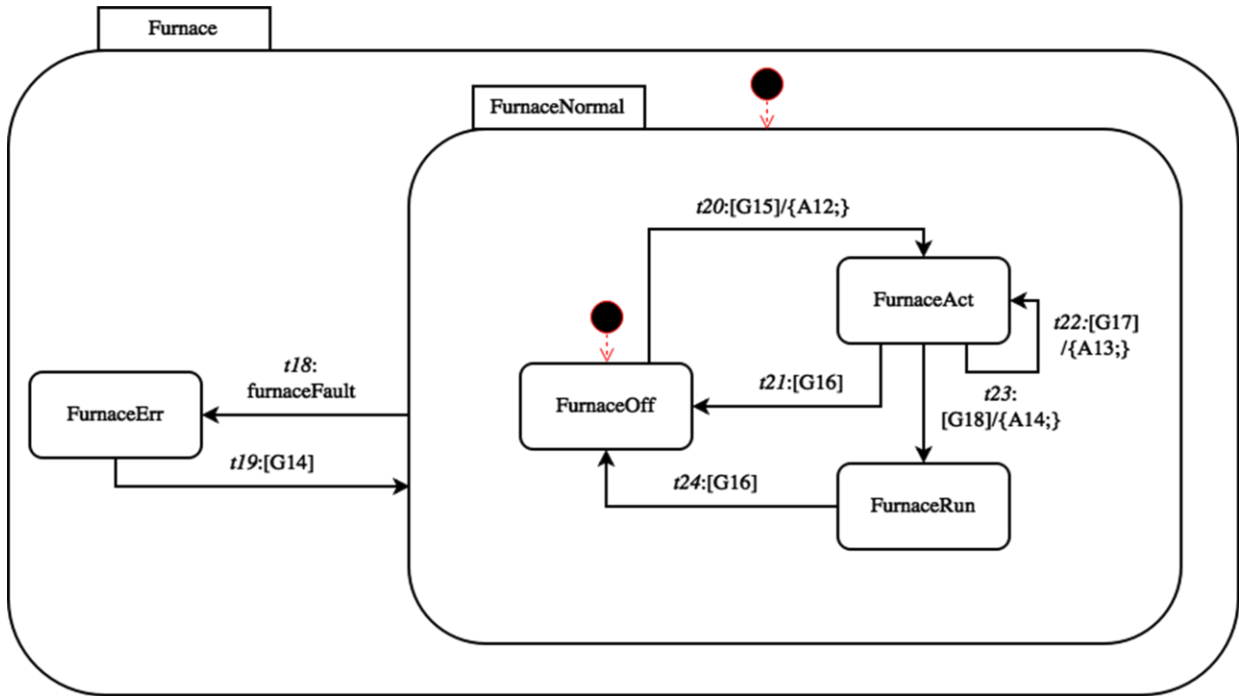 Furnace
FurnaceNormal
t20:[G15]/{A12;}
FurnaceAct
t22:[G17]
/{A13;}
t18:
furnaceFault
FurnaceErr
FurnaceOff
t21:[G16]
t23:
[G18]/{A14;}
t19:[G14]
t24:[G16]
FurnaceRun